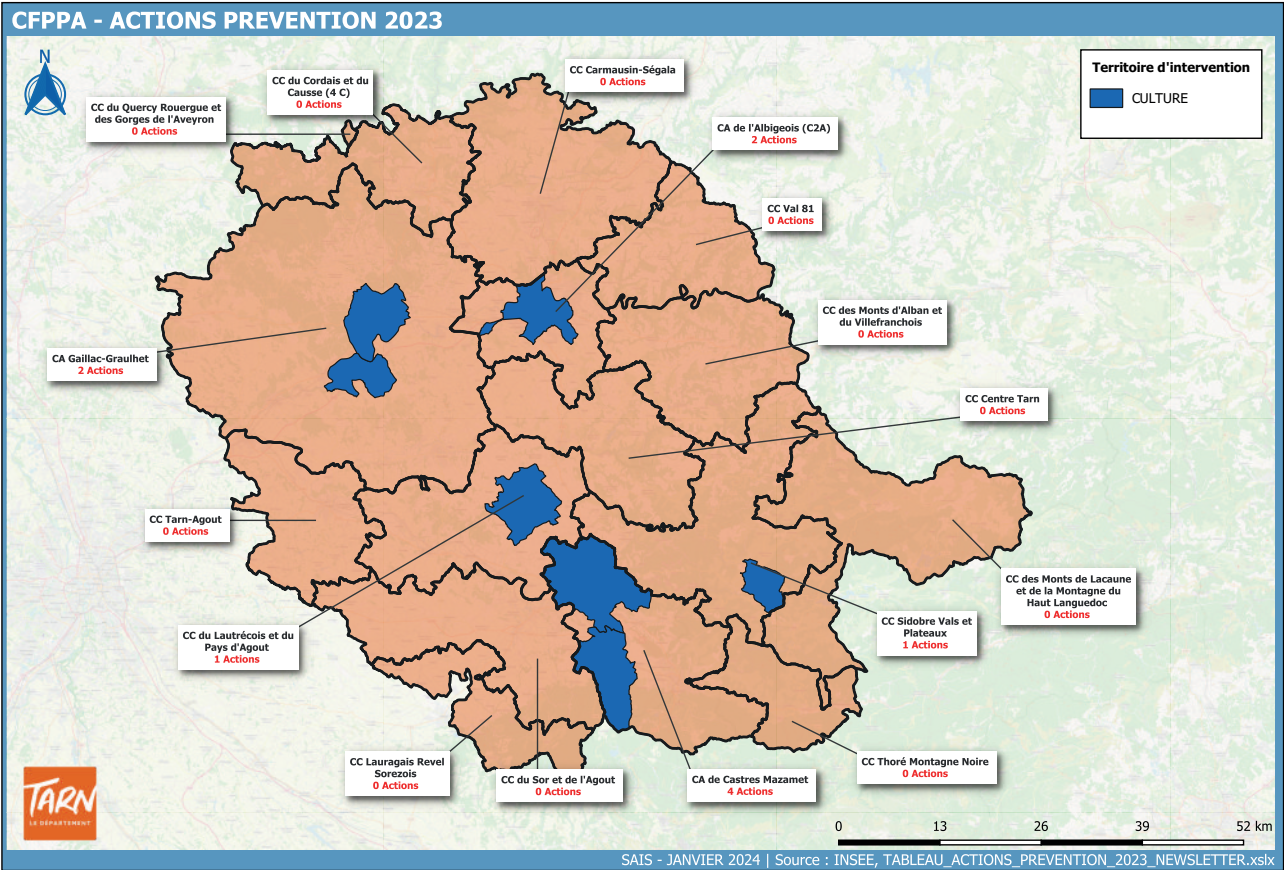 CFPPA - ACTIONS PREVENTION 2023
N
CC du Quercy Rouergue et
des Gorges de l'Aveyron
0 Actions
CC du Cordais et du
Causse (4 C)
0 Actions
CC Carmausin-Ségala
0 Actions
CA de l'Albigeois (C2A)
2 Actions
Territoire d'intervention
CULTURE
CC Val 81
0 Actions
CC des Monts d'Alban et
du Villefranchois
0 Actions
CA Gaillac-Graulhet
2 Actions
CC Centre Tarn
0 Actions
CC Tarn-Agout
0 Actions
CC des Monts de Lacaune
et de la Montagne du
Haut Languedoc
0 Actions
CC Sidobre Vals et
Plateaux
1 Actions
CC du Lautrécois et du
Pays d'Agout
1 Actions
CC Lauragais Revel
Sorezois
0 Actions
CC du Sor et de l'Agout
0 Actions
CA de Castres Mazamet
4 Actions
CC Thoré Montagne Noire
0 Actions
TARN
LE DÉPARTEMENT
0 13 26 39 52 km
SAIS - JANVIER 2024 | Source : INSEE, TABLEAU_ACTIONS_PREVENTION_2023_NEWSLETTER.xslx